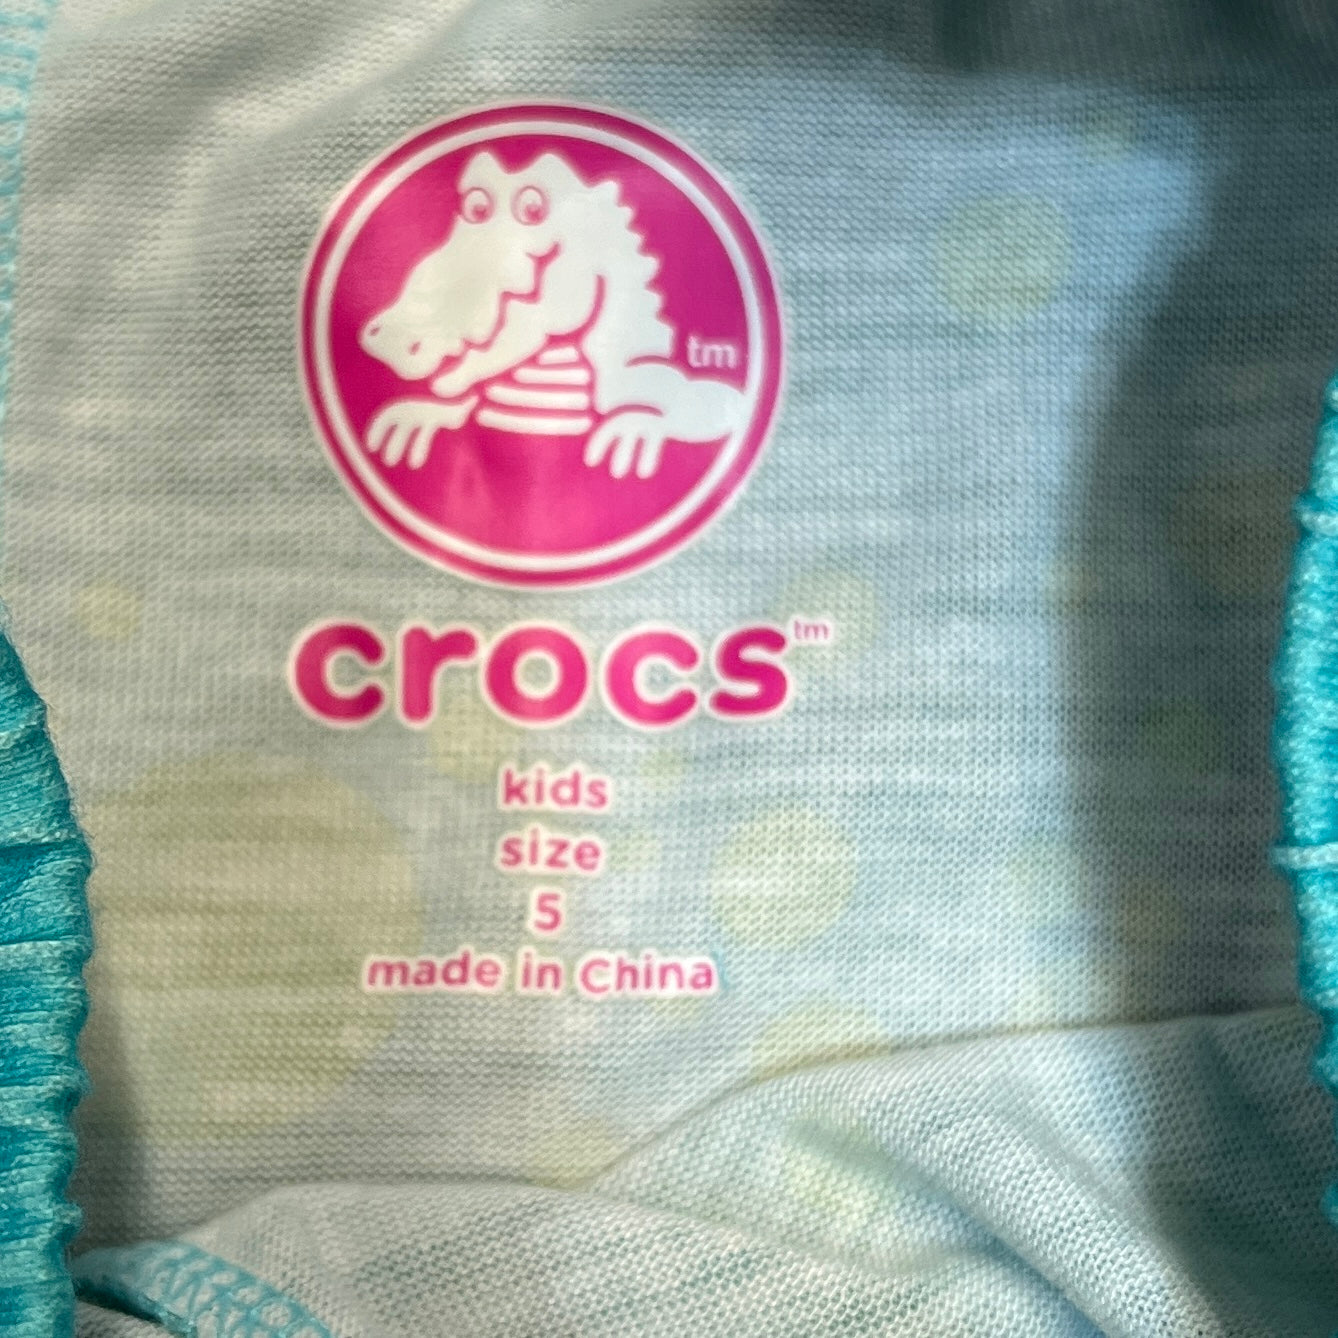 tm
crocs™
kids
size
5
made in China